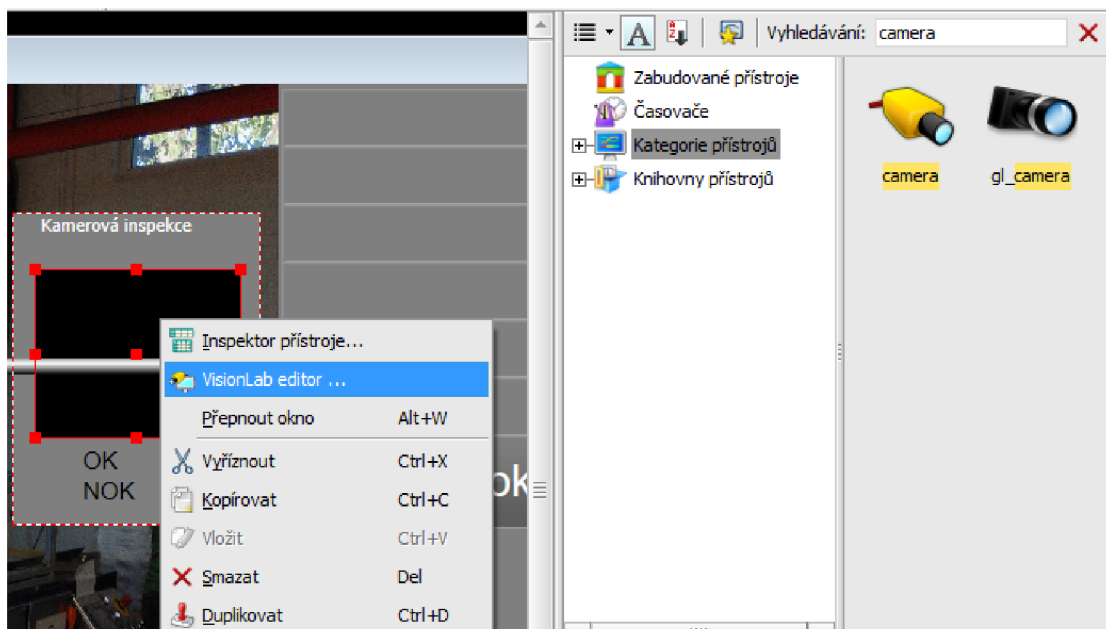 Vyhledávání: camera
Zabudované přístroje
Časovače
Kategorie přístrojů
Knihovny přístrojů
camera
gl_camera
Kamerová inspekce
OK
NOK
Inspektor přístroje...
VisionLab editor ...
Přepnout okno Alt+W
Vyříznout Ctrl+X
Kopírovat Ctrl+C
Vložit Ctrl+V
Smazat Del
Duplikovat Ctrl+D
ok